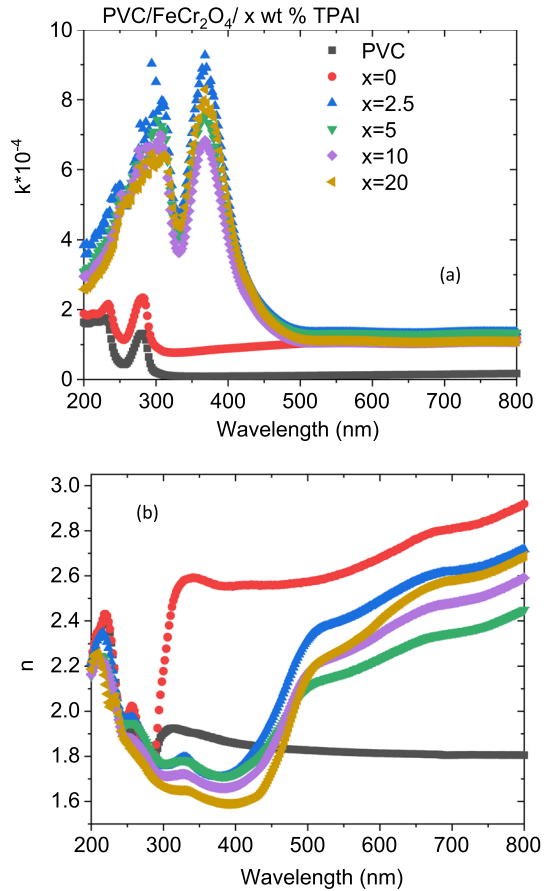 PVC/FeCr₂O₄/ x wt % TPAI
10
8
6
4
2
0
k*10⁻⁴
PVC
x=0
x=2.5
x=5
x=10
x=20
(a)
200 300 400 500 600 700 800
Wavelength (nm)
3.0
2.8
2.6
2.4
2.2
2.0
1.8
1.6
n
(b)
200 300 400 500 600 700 800
Wavelength (nm)